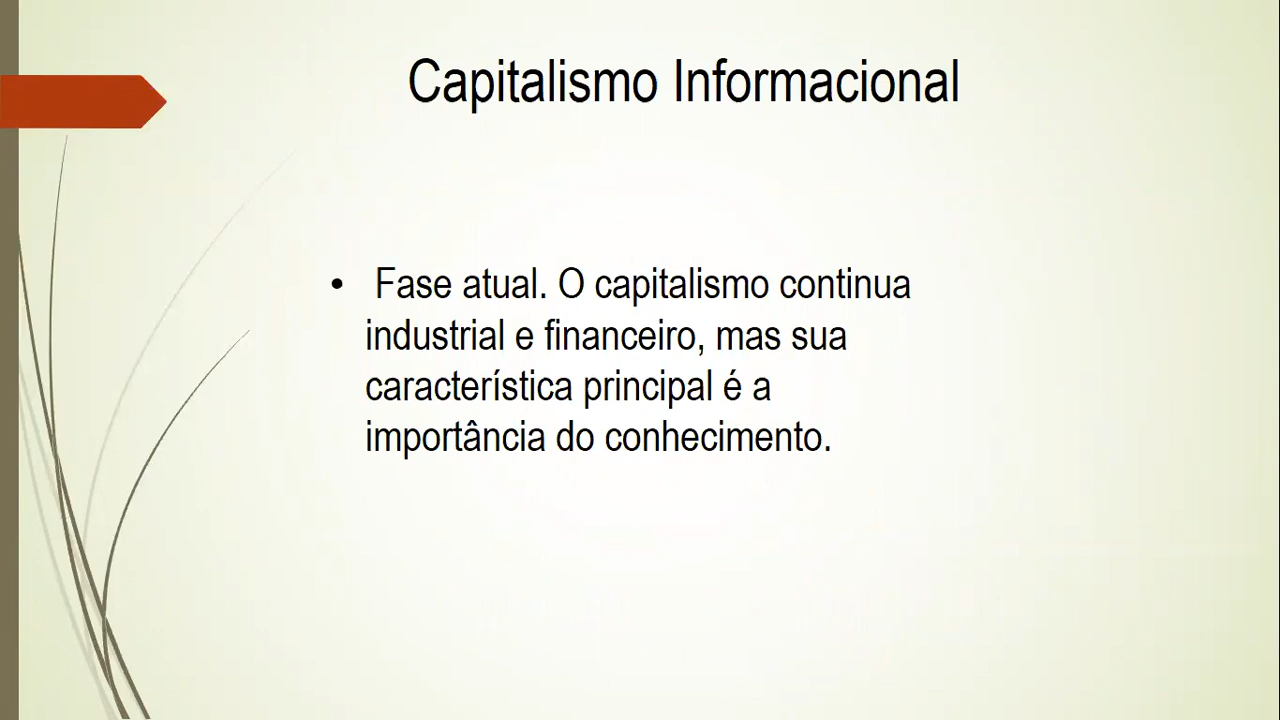 Capitalismo Informacional
• Fase atual. O capitalismo continua
industrial e financeiro, mas sua
característica principal é a
importância do conhecimento.